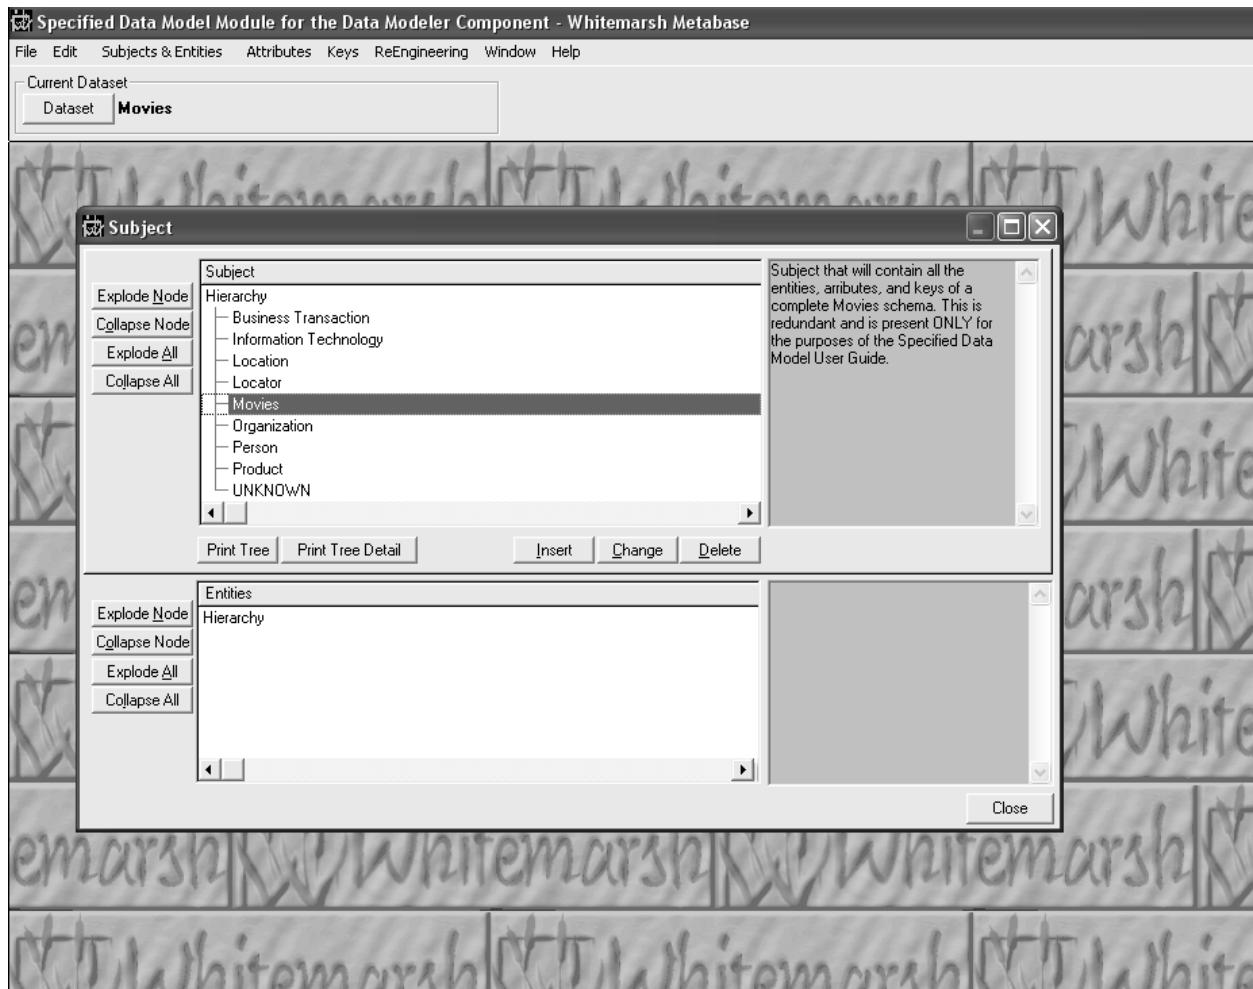 Specified Data Model Module for the Data Modeler Component - Whitemarsh Metabase
File Edit Subjects & Entities Attributes Keys ReEngineering Window Help
Current Dataset
Dataset Movies
Subject
Subject
Explode Node
Collapse Node
Explode All
Collapse All
Hierarchy
Business Transaction
Information Technology
Location
Locator
Movies
Organization
Person
Product
UNKNOWN
Subject that will contain all the
entities, arributes, and keys of a
complete Movies schema. This is
redundant and is present ONLY for
the purposes of the Specified Data
Model User Guide.
Print Tree Print Tree Detail Insert Change Delete
Entities
Explode Node
Collapse Node
Explode All
Collapse All
Hierarchy
Close
Whitemarsh